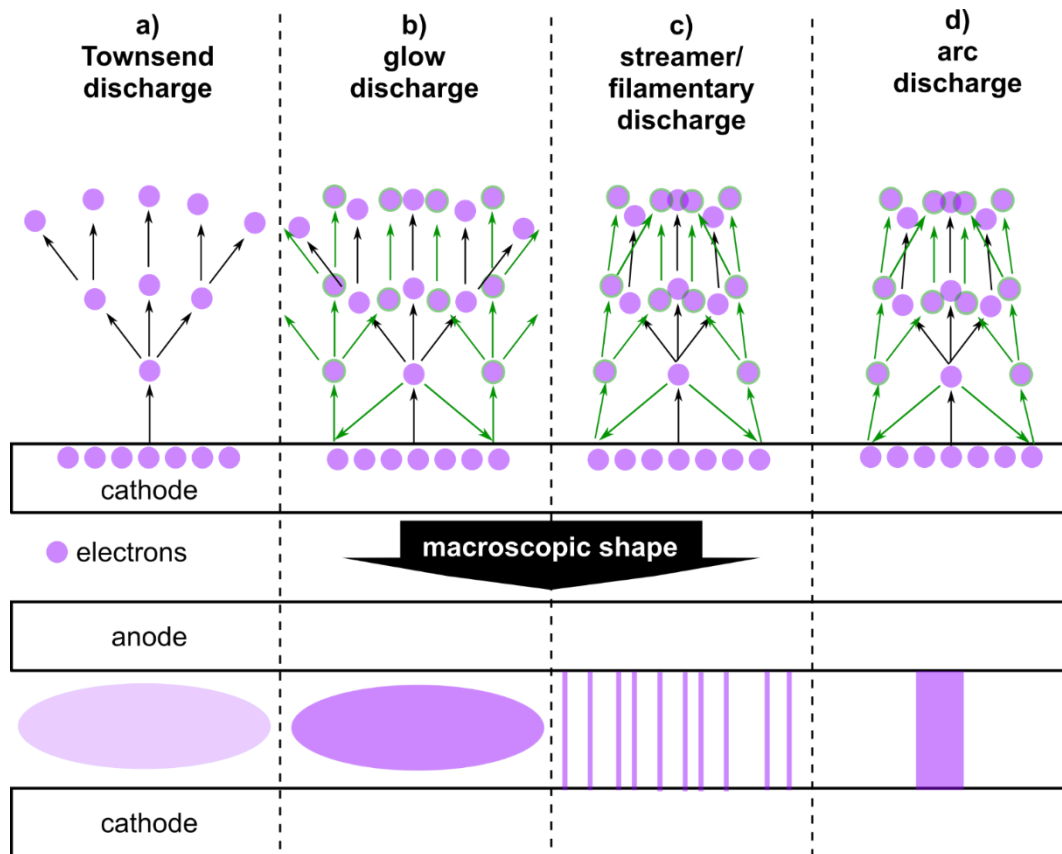 a)
Townsend
discharge
b)
glow
discharge
c)
streamer/
filamentary
discharge
d)
arc
discharge
cathode
electrons
macroscopic shape
anode
cathode